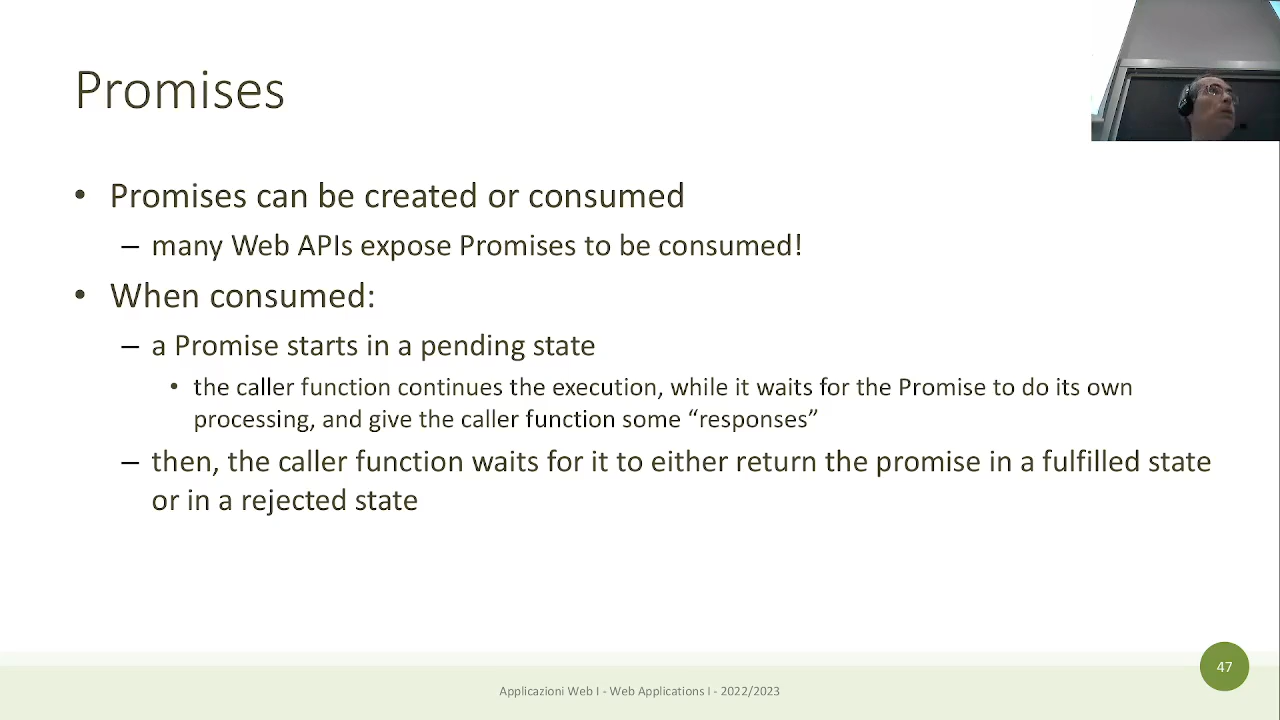 Promises
• Promises can be created or consumed
– many Web APIs expose Promises to be consumed!
• When consumed:
– a Promise starts in a pending state
• the caller function continues the execution, while it waits for the Promise to do its own
processing, and give the caller function some “responses”
– then, the caller function waits for it to either return the promise in a fulfilled state
or in a rejected state
47
Applicazioni Web I - Web Applications I - 2022/2023